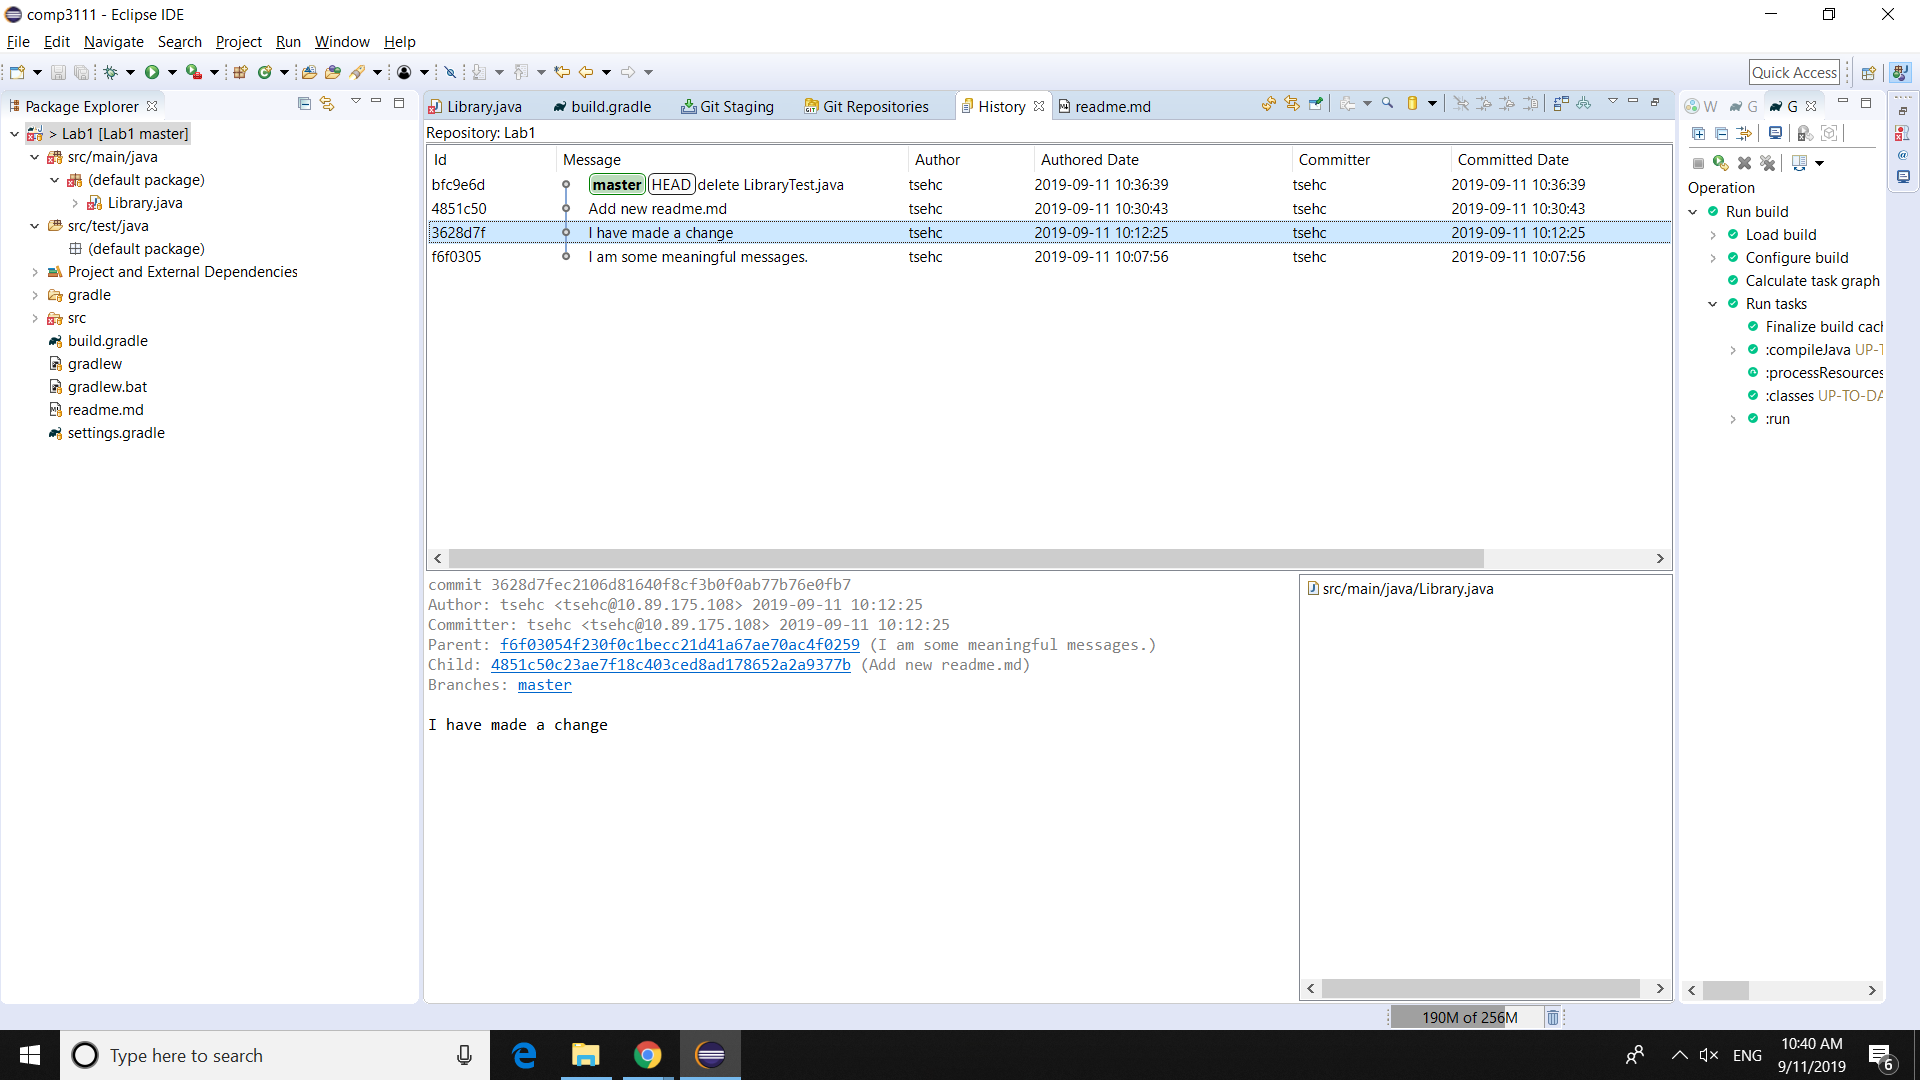 comp3111 - Eclipse IDE
File Edit Navigate Search Project Run Window Help
Quick Access
Package Explorer
> Lab1 [Lab1 master]
src/main/java
(default package)
Library.java
src/test/java
(default package)
Project and External Dependencies
gradle
src
build.gradle
gradlew
gradlew.bat
readme.md
settings.gradle
Library.java build.gradle Git Staging Git Repositories History readme.md
Repository: Lab1
Id Message Author Authored Date Committer Committed Date
bfc9e6d master HEAD delete LibraryTest.java tsehc 2019-09-11 10:36:39 tsehc 2019-09-11 10:36:39
4851c50 Add new readme.md tsehc 2019-09-11 10:30:43 tsehc 2019-09-11 10:30:43
3628d7f I have made a change tsehc 2019-09-11 10:12:25 tsehc 2019-09-11 10:12:25
f6f0305 I am some meaningful messages. tsehc 2019-09-11 10:07:56 tsehc 2019-09-11 10:07:56
commit 3628d7fec2106d81640f8cf3b0f0ab77b76e0fb7
Author: tsehc <tsehc@10.89.175.108> 2019-09-11 10:12:25
Committer: tsehc <tsehc@10.89.175.108> 2019-09-11 10:12:25
Parent: f6f03054f230f0c1becc21d41a67ae70ac4f0259 (I am some meaningful messages.)
Child: 4851c50c23ae7f18c403ced8ad178652a2a9377b (Add new readme.md)
Branches: master
I have made a change
src/main/java/Library.java
W G G
Operation
Run build
Load build
Configure build
Calculate task graph
Run tasks
Finalize build cach
:compileJava UP-T
:processResources
:classes UP-TO-DA
:run
190M of 256M
Type here to search
ENG
10:40 AM
9/11/2019
6